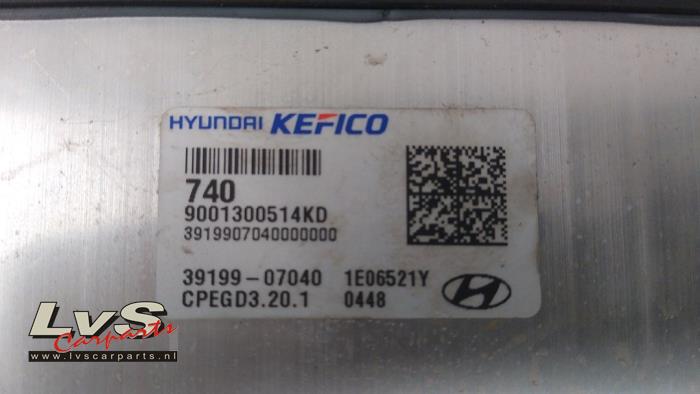 HYUNDAI KEFICO
740
9001300514KD
3919907040000000
39199-07040 1E06521Y
CPEGD3.20.1 0448
LvS
Carparts
www.lvscarparts.nl